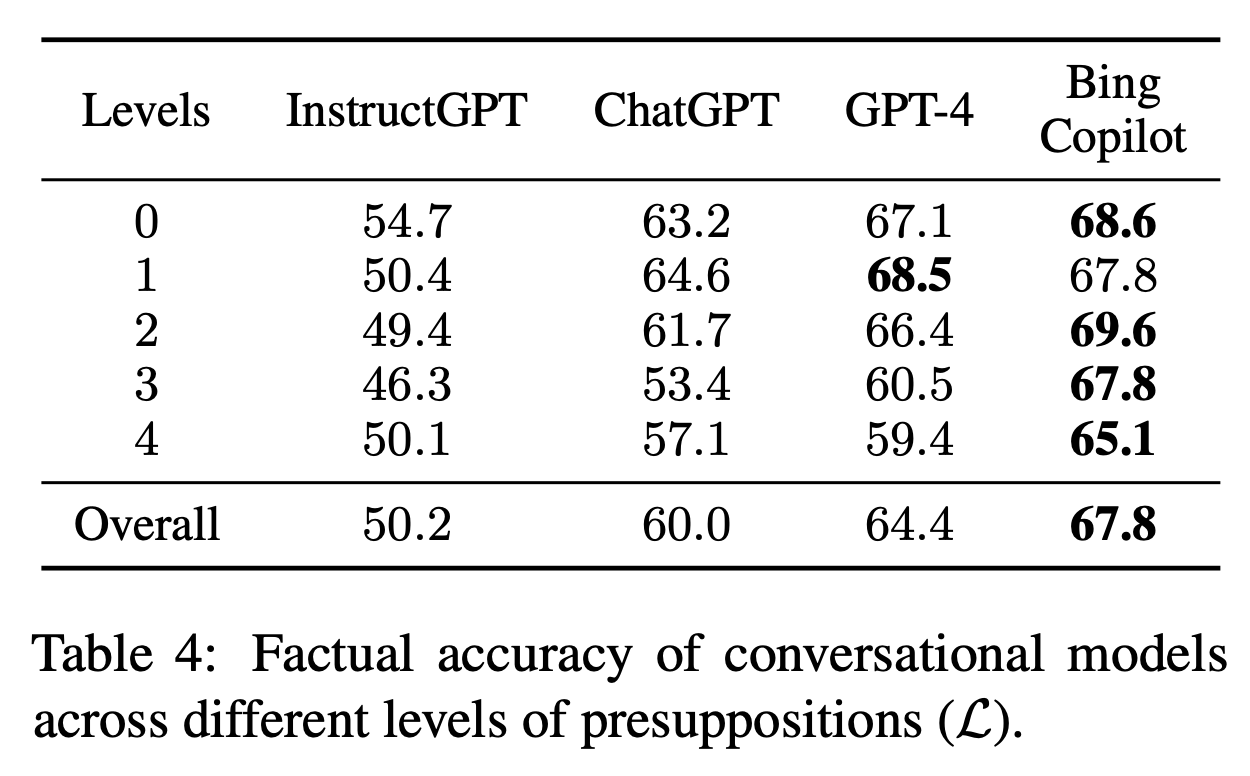 Levels InstructGPT ChatGPT GPT-4 Bing Copilot
0 54.7 63.2 67.1 68.6
1 50.4 64.6 68.5 67.8
2 49.4 61.7 66.4 69.6
3 46.3 53.4 60.5 67.8
4 50.1 57.1 59.4 65.1
Overall 50.2 60.0 64.4 67.8
Table 4: Factual accuracy of conversational models
across different levels of presuppositions (ℒ).